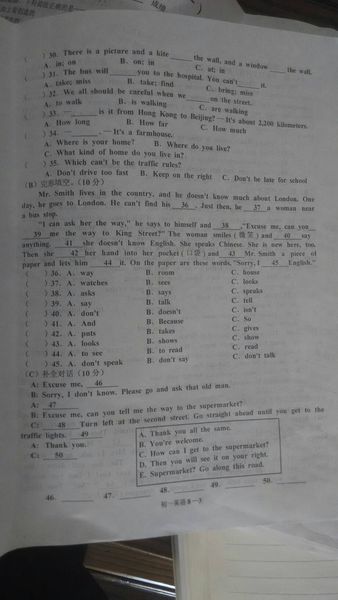 ( )30. There is a picture and a kite ___ the wall, and a window ___ the wall.
A. in; on B. on; in C. at; in
( )31. The bus will ___ you to the hospital. You can't ___ it.
A. take; miss B. take; find C. bring; miss
( )32. We all should be careful when we ___ on the street.
A. to walk B. is walking C. are walking
( )33. —___ is it from Hong Kong to Beijing? —It's about 2,200 kilometers.
A. How long B. How far C. How much
( )34. —___. —It's a farmhouse.
A. Where is your home? B. Where do you live?
C. What kind of home do you live in?
( )35. Which can't be the traffic rules?
A. Don't drive too fast B. Keep on the right C. Don't be late for school
(B) 完形填空。(10 分)
Mr. Smith lives in the country, and he doesn't know much about London. One
day, he goes to London. He can't find his 36 . Just then, he 37 a woman near
a bus stop.
"I can ask her the way," he says to himself and 38 ,"Excuse me, can you
39 me the way to King Street?" The woman smiles (微笑) and 40 say
anything. 41 she doesn't know English. She speaks Chinese. She is new here, too.
Then she 42 her hand into her pocket (口袋) and 43 Mr. Smith a piece of
paper and lets him 44 it. On the paper are these words, "Sorry, I 45 English."
( ) 36. A. way B. room C. house
( ) 37. A. watches B. sees C. looks
( ) 38. A. asks B. says C. speaks
( ) 39. A. say B. talk C. tell
( ) 40. A. don't B. doesn't C. isn't
( ) 41. A. And B. Because C. So
( ) 42. A. puts B. takes C. gives
( ) 43. A. looks B. shows C. show
( ) 44. A. to see B. to read C. read
( ) 45. A. don't speak B. don't say C. don't talk
(C) 补全对话(10 分)
A: Excuse me, 46
B: Sorry, I don't know. Please go and ask that old man.
A: 47
B: Excuse me, can you tell me the way to the supermarket?
C: 48 Turn left at the second street. Go straight ahead until you get to the
traffic lights. 49
A: Thank you.
C: 50
A. Thank you all the same.
B. You're welcome.
C. How can I get to the supermarket?
D. Then you will see it on your right.
E. Supermarket? Go along this road.
46. ___ 47. ___ 48. ___ 49. ___ 50. ___
初一英语8—3